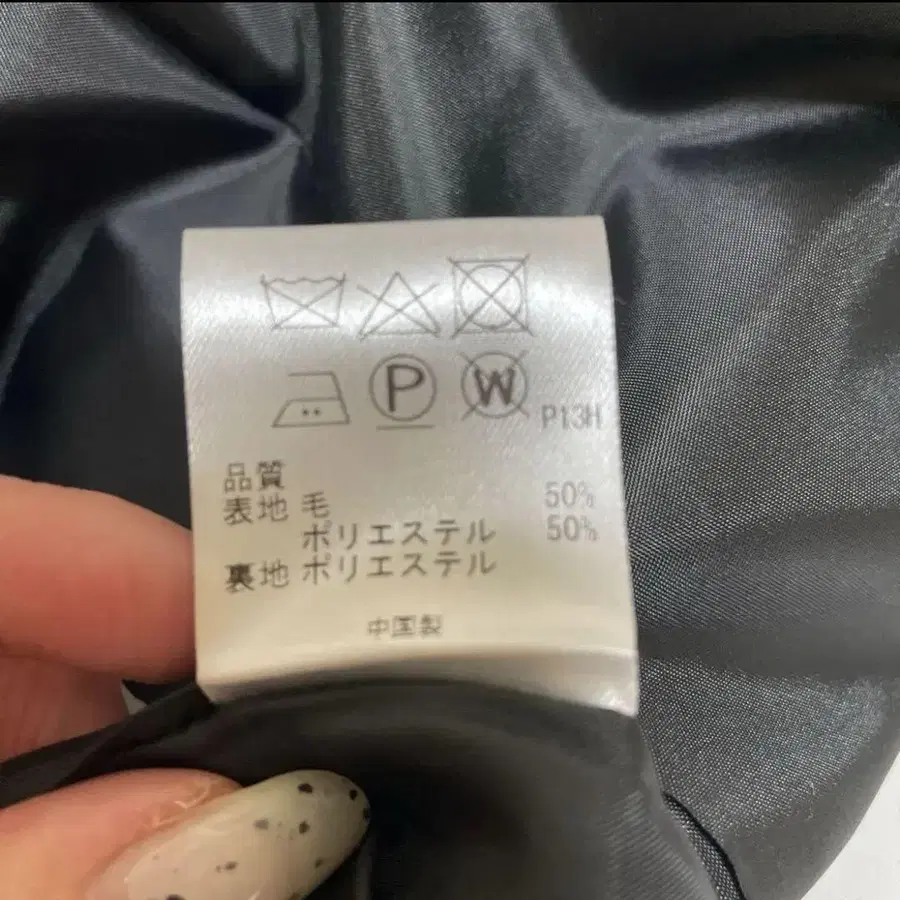 P W P13H
品質
表地 毛 50%
ポリエステル 50%
裏地 ポリエステル
中国製